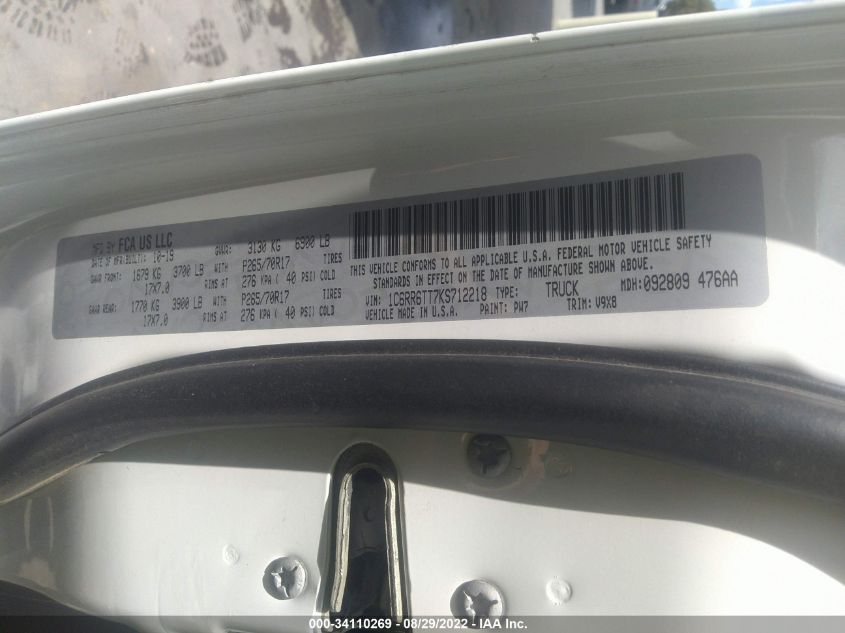 MFD BY FCA US LLC
DATE OF MFR(BUILT): 10-19 GVWR: 3130 KG 6900 LB
GAWR FRONT: 1679 KG 3700 LB WITH P265/70R17 TIRES
17X7.0 RIMS AT 276 KPA ( 40 PSI) COLD
GAWR REAR: 1770 KG 3900 LB WITH P265/70R17 TIRES
17X7.0 RIMS AT 276 KPA ( 40 PSI) COLD
THIS VEHICLE CONFORMS TO ALL APPLICABLE U.S.A. FEDERAL MOTOR VEHICLE SAFETY
STANDARDS IN EFFECT ON THE DATE OF MANUFACTURE SHOWN ABOVE.
VIN: 1C6RR6TT7KS712218 TYPE: TRUCK MDH: 092809 476AA
VEHICLE MADE IN U.S.A. PAINT: PW7 TRIM: V9X8
000-34110269 - 08/29/2022 - IAA Inc.